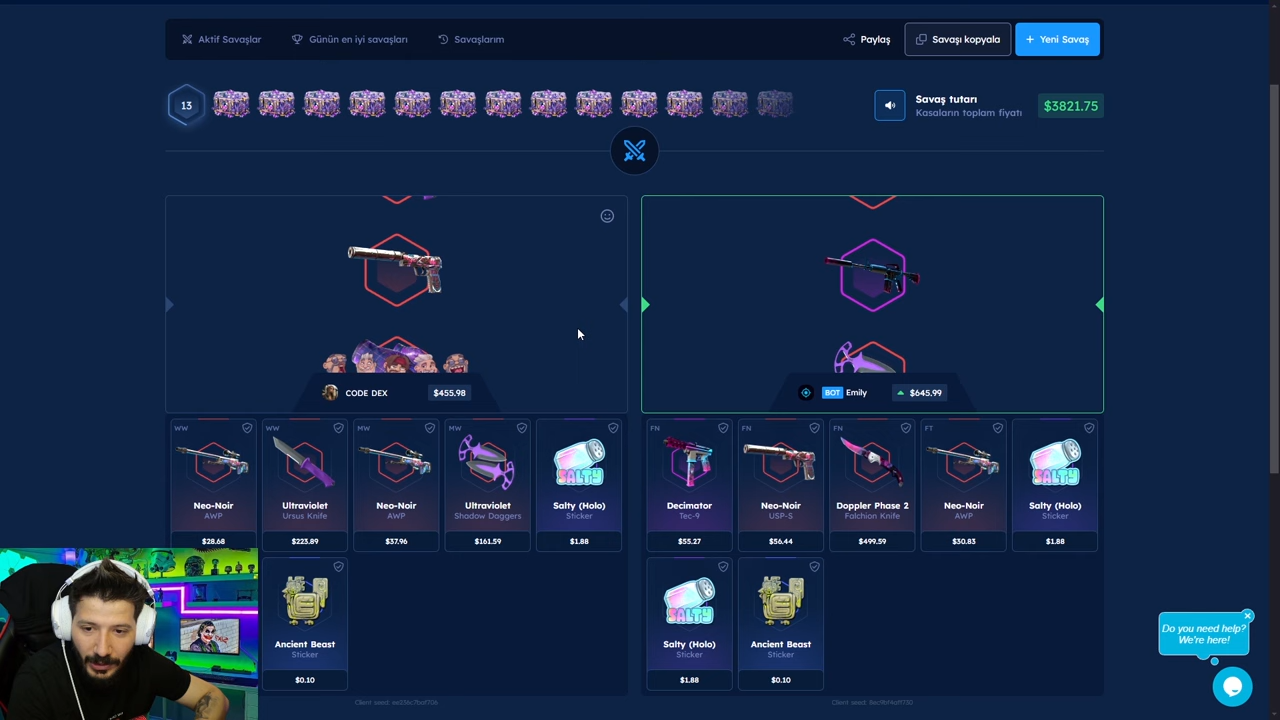 Aktif Savaşlar
Günün en iyi savaşları
Savaşlarım
Paylaş
Savaşı kopyala
+ Yeni Savaş
13
Savaş tutarı
Kasaların toplam fiyatı
$3821.75
CODE DEX
$455.98
BOT Emily
$645.99
WW
Neo-Noir
AWP
$28.68
WW
Ultraviolet
Ursus Knife
$223.89
MW
Neo-Noir
AWP
$37.96
MW
Ultraviolet
Shadow Daggers
$161.59
SALTY
Salty (Holo)
Sticker
$1.88
FN
Decimator
Tec-9
$55.27
FN
Neo-Noir
USP-S
$56.44
FN
Doppler Phase 2
Falchion Knife
$499.59
FT
Neo-Noir
AWP
$30.83
SALTY
Salty (Holo)
Sticker
$1.88
Ancient Beast
Sticker
$0.10
SALTY
Salty (Holo)
Sticker
$1.88
Ancient Beast
Sticker
$0.10
Do you need help?
We're here!